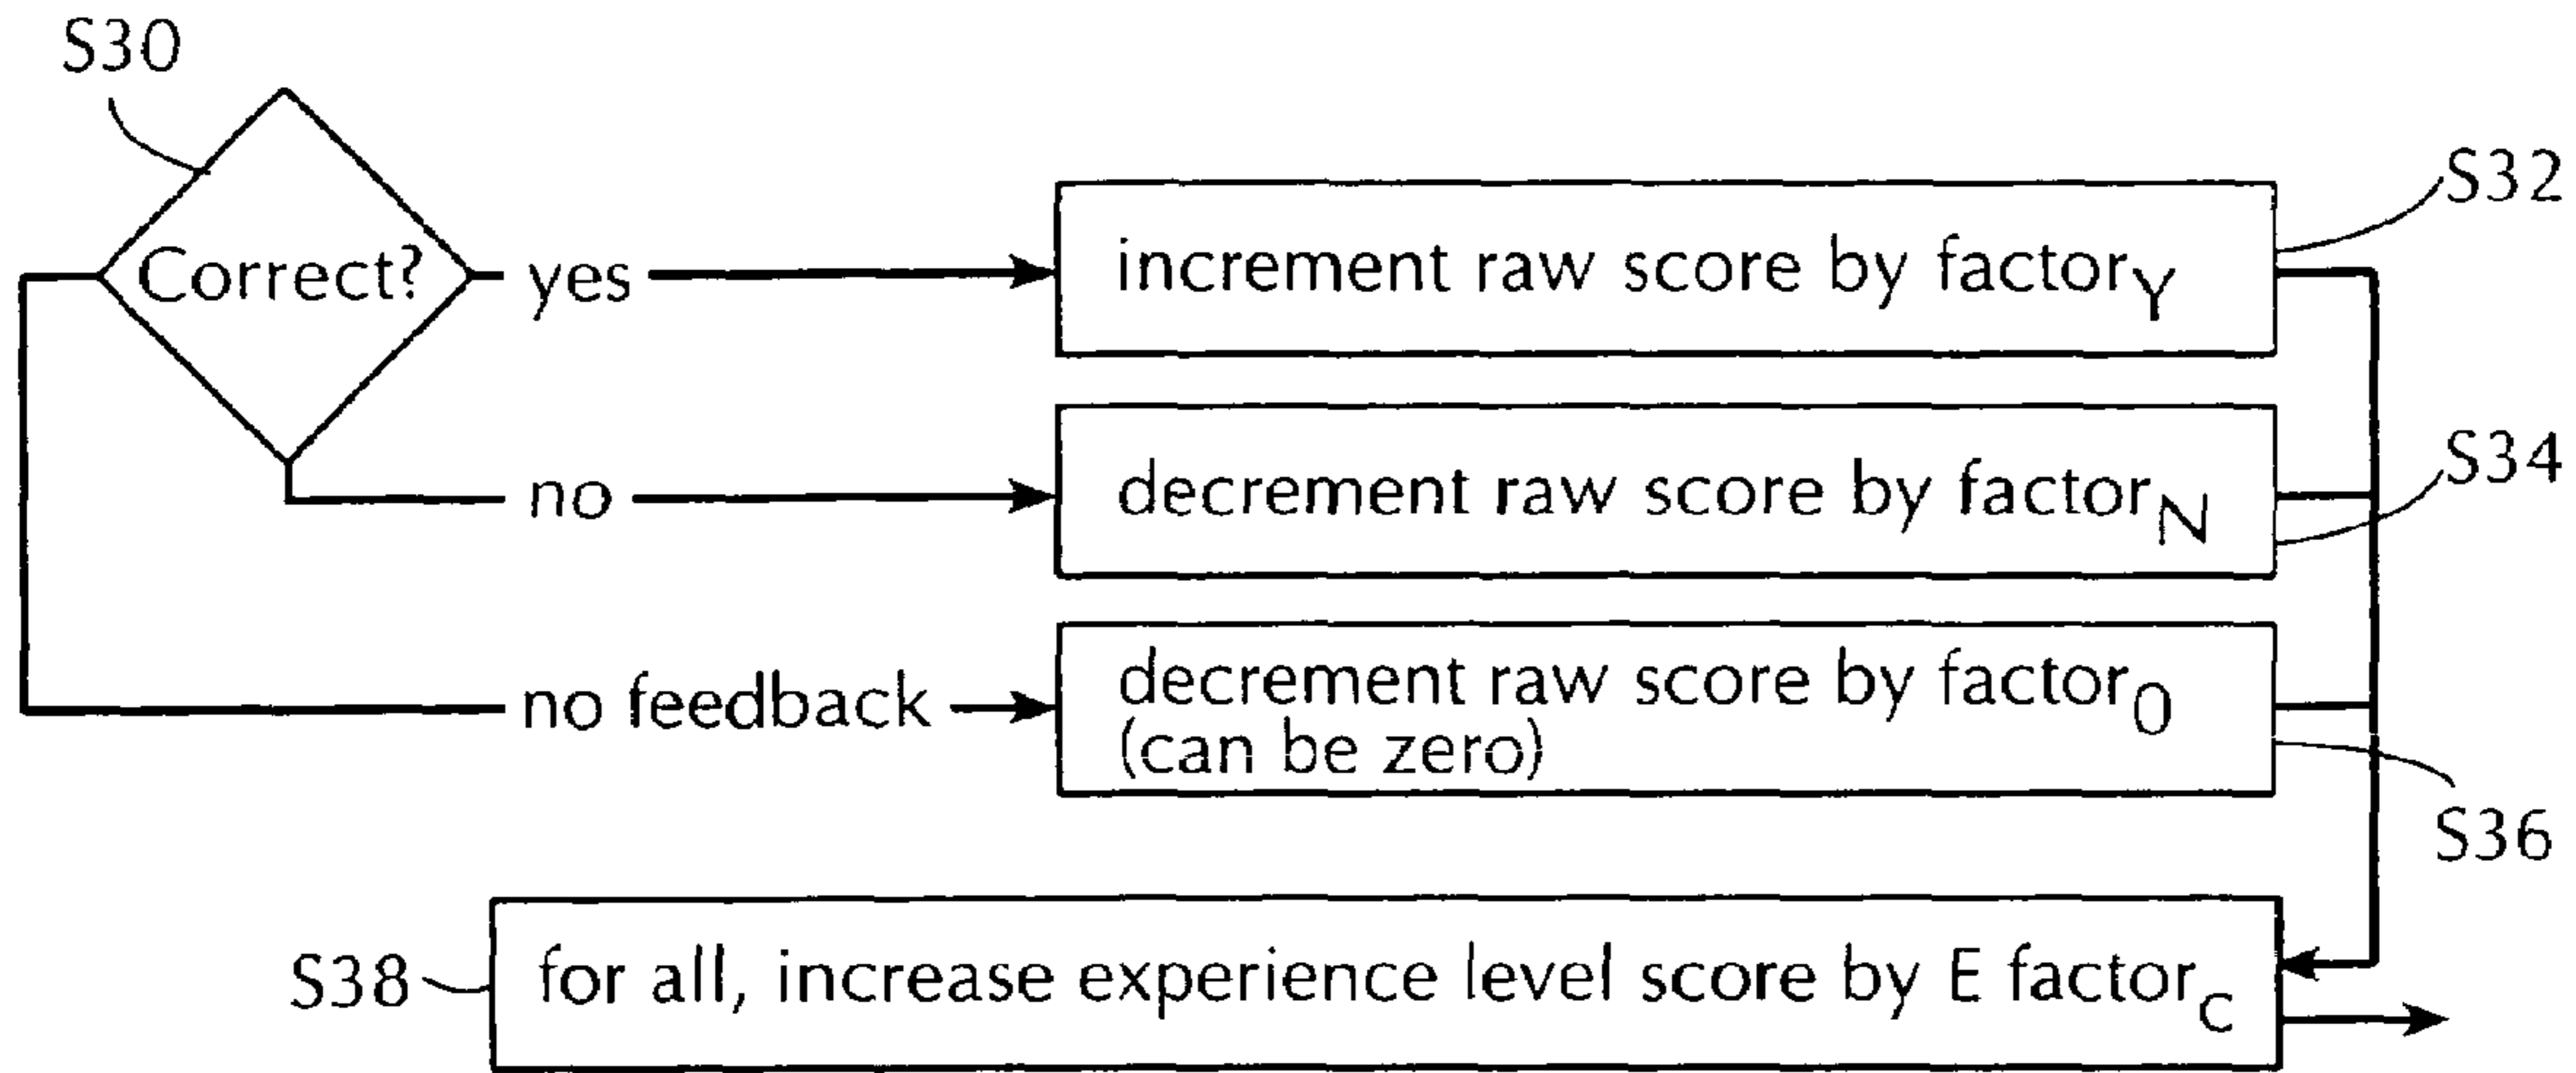 S30
Correct?
yes
increment raw score by factorY
S32
no
decrement raw score by factorN
S34
no feedback
decrement raw score by factor0
(can be zero)
S36
S38
for all, increase experience level score by E factorC